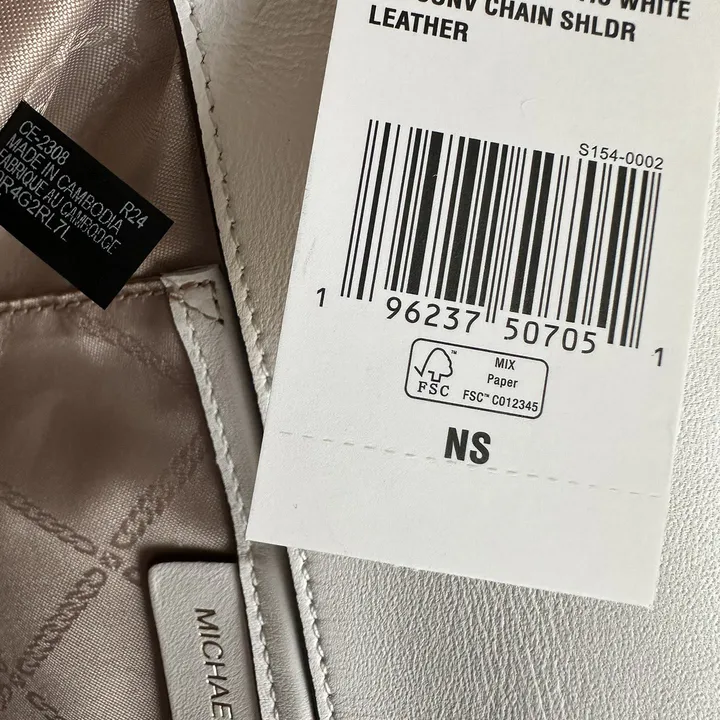 WHITE
CONV CHAIN SHLDR
LEATHER
S154-0002
1 96237 50705 1
FSC
MIX
Paper
FSC™ C012345
NS
CE-2308
MADE IN CAMBODIA R24
FABRIQUE AU CAMBODGE
MICHAE